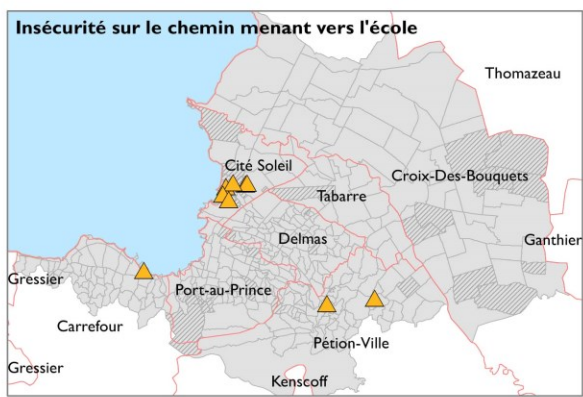 Insécurité sur le chemin menant vers l'école
Thomazeau
Cité Soleil
Croix-Des-Bouquets
Tabarre
Delmas
Ganthier
Gressier
Port-au-Prince
Carrefour
Pétion-Ville
Gressier
Kenscoff